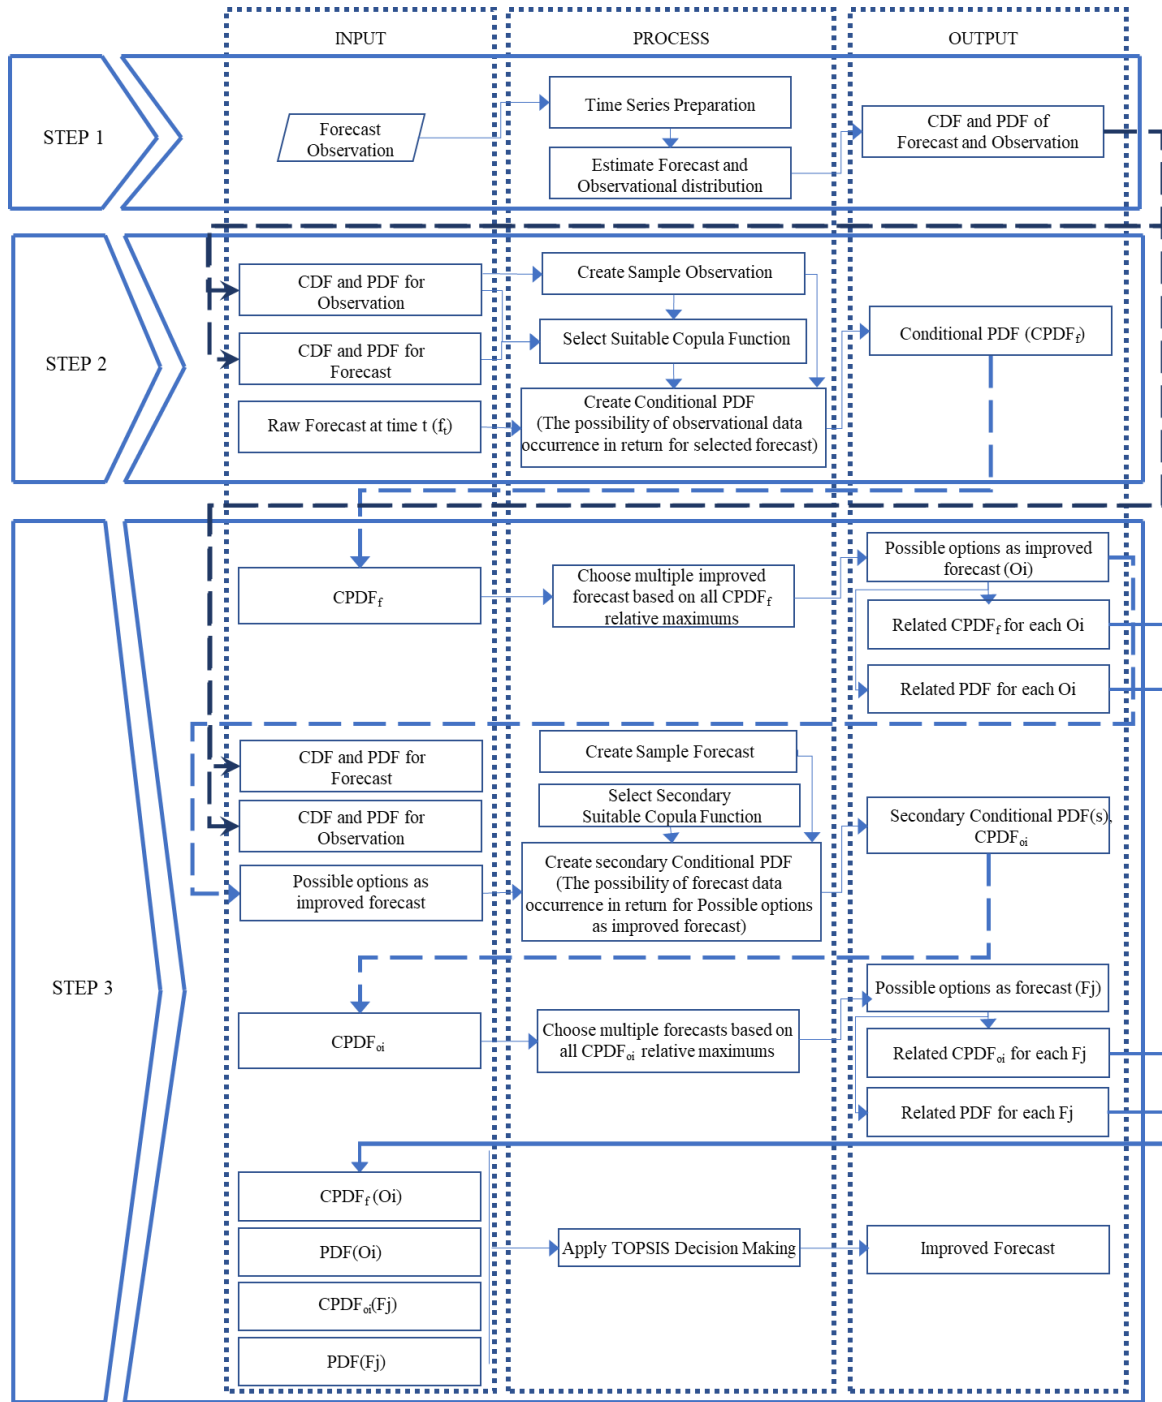 INPUT
PROCESS
OUTPUT
STEP 1
Forecast
Observation
Time Series Preparation
Estimate Forecast and
Observational distribution
CDF and PDF of
Forecast and Observation
STEP 2
CDF and PDF for
Observation
CDF and PDF for
Forecast
Raw Forecast at time t (fₜ)
Create Sample Observation
Select Suitable Copula Function
Create Conditional PDF
(The possibility of observational data
occurrence in return for selected forecast)
Conditional PDF (CPDFf)
STEP 3
CPDFf
Choose multiple improved
forecast based on all CPDFf
relative maximums
Possible options as improved
forecast (Oi)
Related CPDFf for each Oi
Related PDF for each Oi
CDF and PDF for
Forecast
CDF and PDF for
Observation
Possible options as
improved forecast
Create Sample Forecast
Select Secondary
Suitable Copula Function
Create secondary Conditional PDF
(The possibility of forecast data
occurrence in return for Possible options
as improved forecast)
Secondary Conditional PDF(s),
CPDFoi
CPDFoi
Choose multiple forecasts based on
all CPDFoi relative maximums
Possible options as forecast (Fj)
Related CPDFoi for each Fj
Related PDF for each Fj
CPDFf (Oi)
PDF(Oi)
CPDFoi(Fj)
PDF(Fj)
Apply TOPSIS Decision Making
Improved Forecast